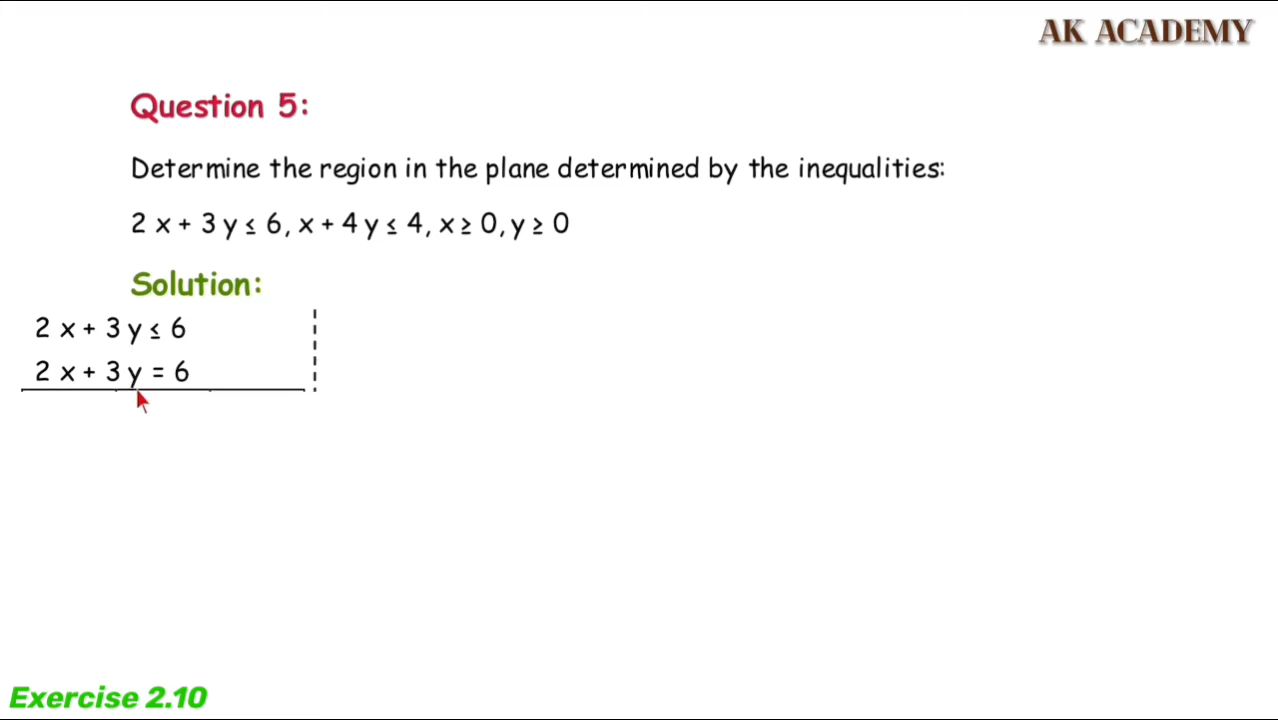 AK ACADEMY
Question 5:
Determine the region in the plane determined by the inequalities:
2 x + 3 y ≤ 6, x + 4 y ≤ 4, x ≥ 0, y ≥ 0
Solution:
2 x + 3 y ≤ 6
2 x + 3 y = 6
Exercise 2.10